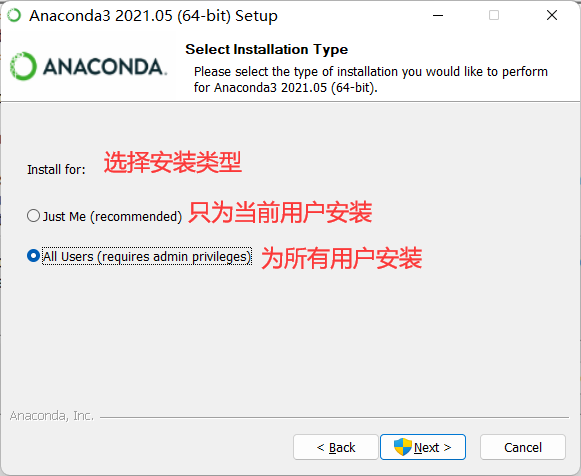 Anaconda3 2021.05 (64-bit) Setup
ANACONDA.
Select Installation Type
Please select the type of installation you would like to perform
for Anaconda3 2021.05 (64-bit).
Install for: 选择安装类型
Just Me (recommended) 只为当前用户安装
All Users (requires admin privileges) 为所有用户安装
Anaconda, Inc.
< Back Next > Cancel